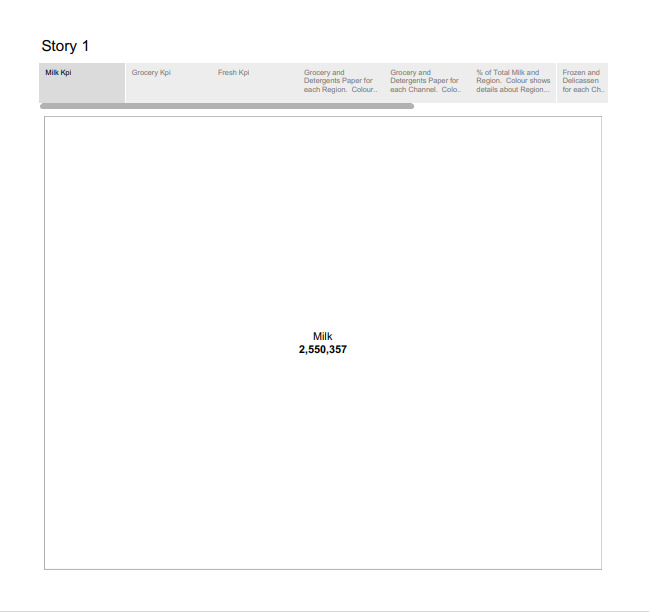 Story 1
Milk Kpi
Grocery Kpi
Fresh Kpi
Grocery and
Detergents Paper for
each Region.  Colour..
Grocery and
Detergents Paper for
each Channel.  Colo..
% of Total Milk and
Region.  Colour shows
details about Region...
Frozen and
Delicassen
for each Ch..
Milk
2,550,357